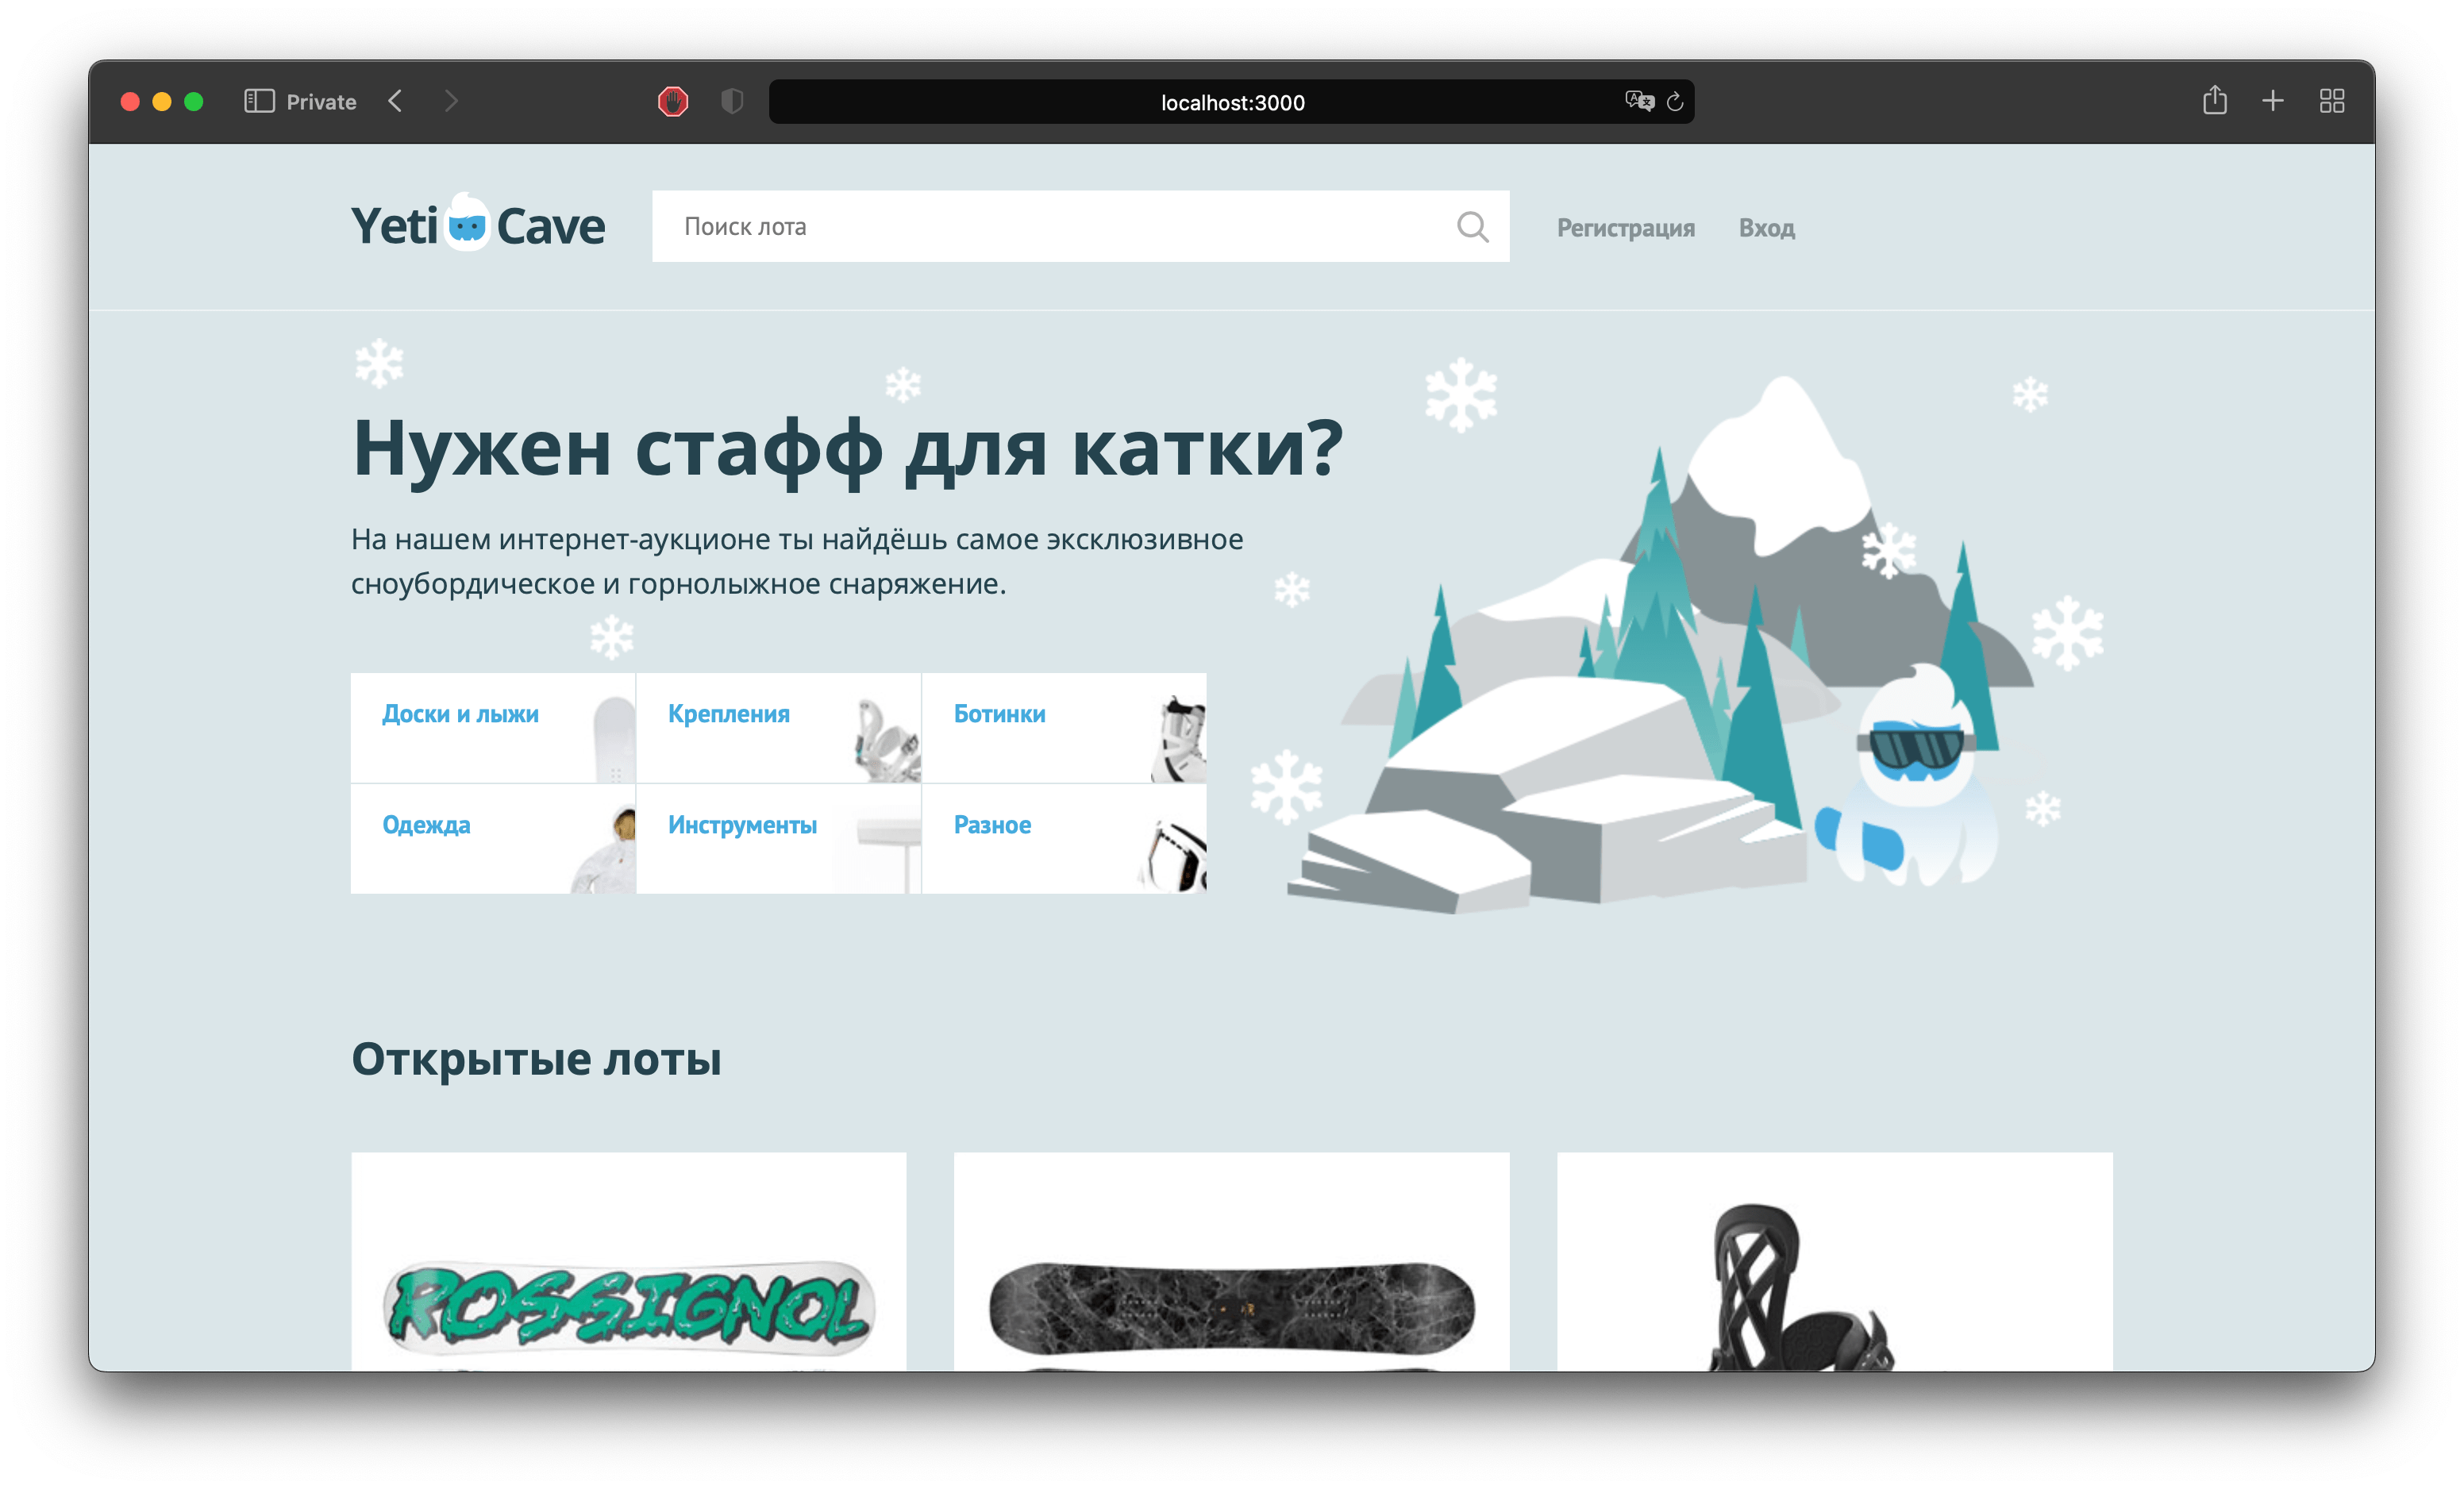 Private
localhost:3000
Yeti Cave
Поиск лота
Регистрация
Вход
Нужен стафф для катки?
На нашем интернет-аукционе ты найдёшь самое эксклюзивное
сноубордическое и горнолыжное снаряжение.
Доски и лыжи
Крепления
Ботинки
Одежда
Инструменты
Разное
Открытые лоты
ROSSIGNOL